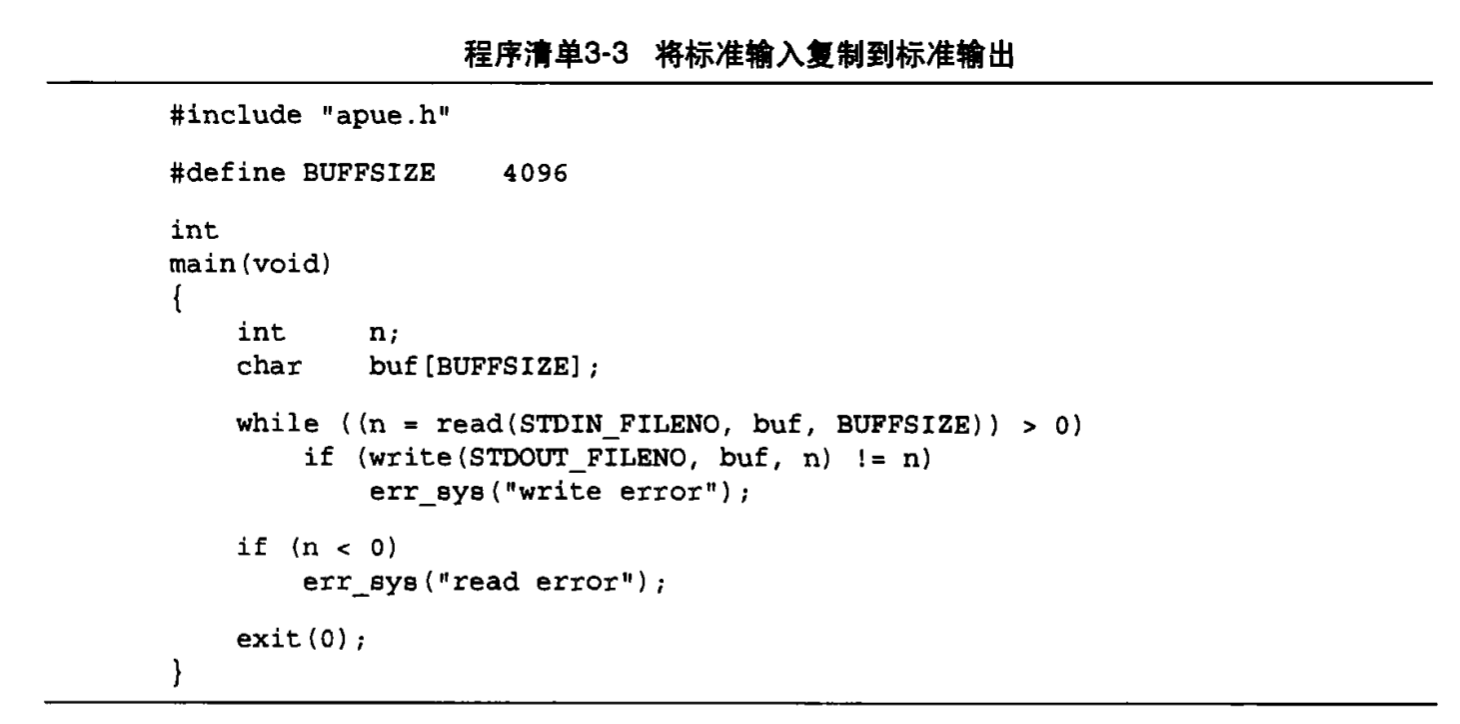 程序清单3-3 将标准输入复制到标准输出
#include "apue.h"
#define BUFFSIZE    4096
int
main(void)
{
    int     n;
    char    buf[BUFFSIZE];
    while ((n = read(STDIN_FILENO, buf, BUFFSIZE)) > 0)
        if (write(STDOUT_FILENO, buf, n) != n)
            err_sys("write error");
    if (n < 0)
        err_sys("read error");
    exit(0);
}